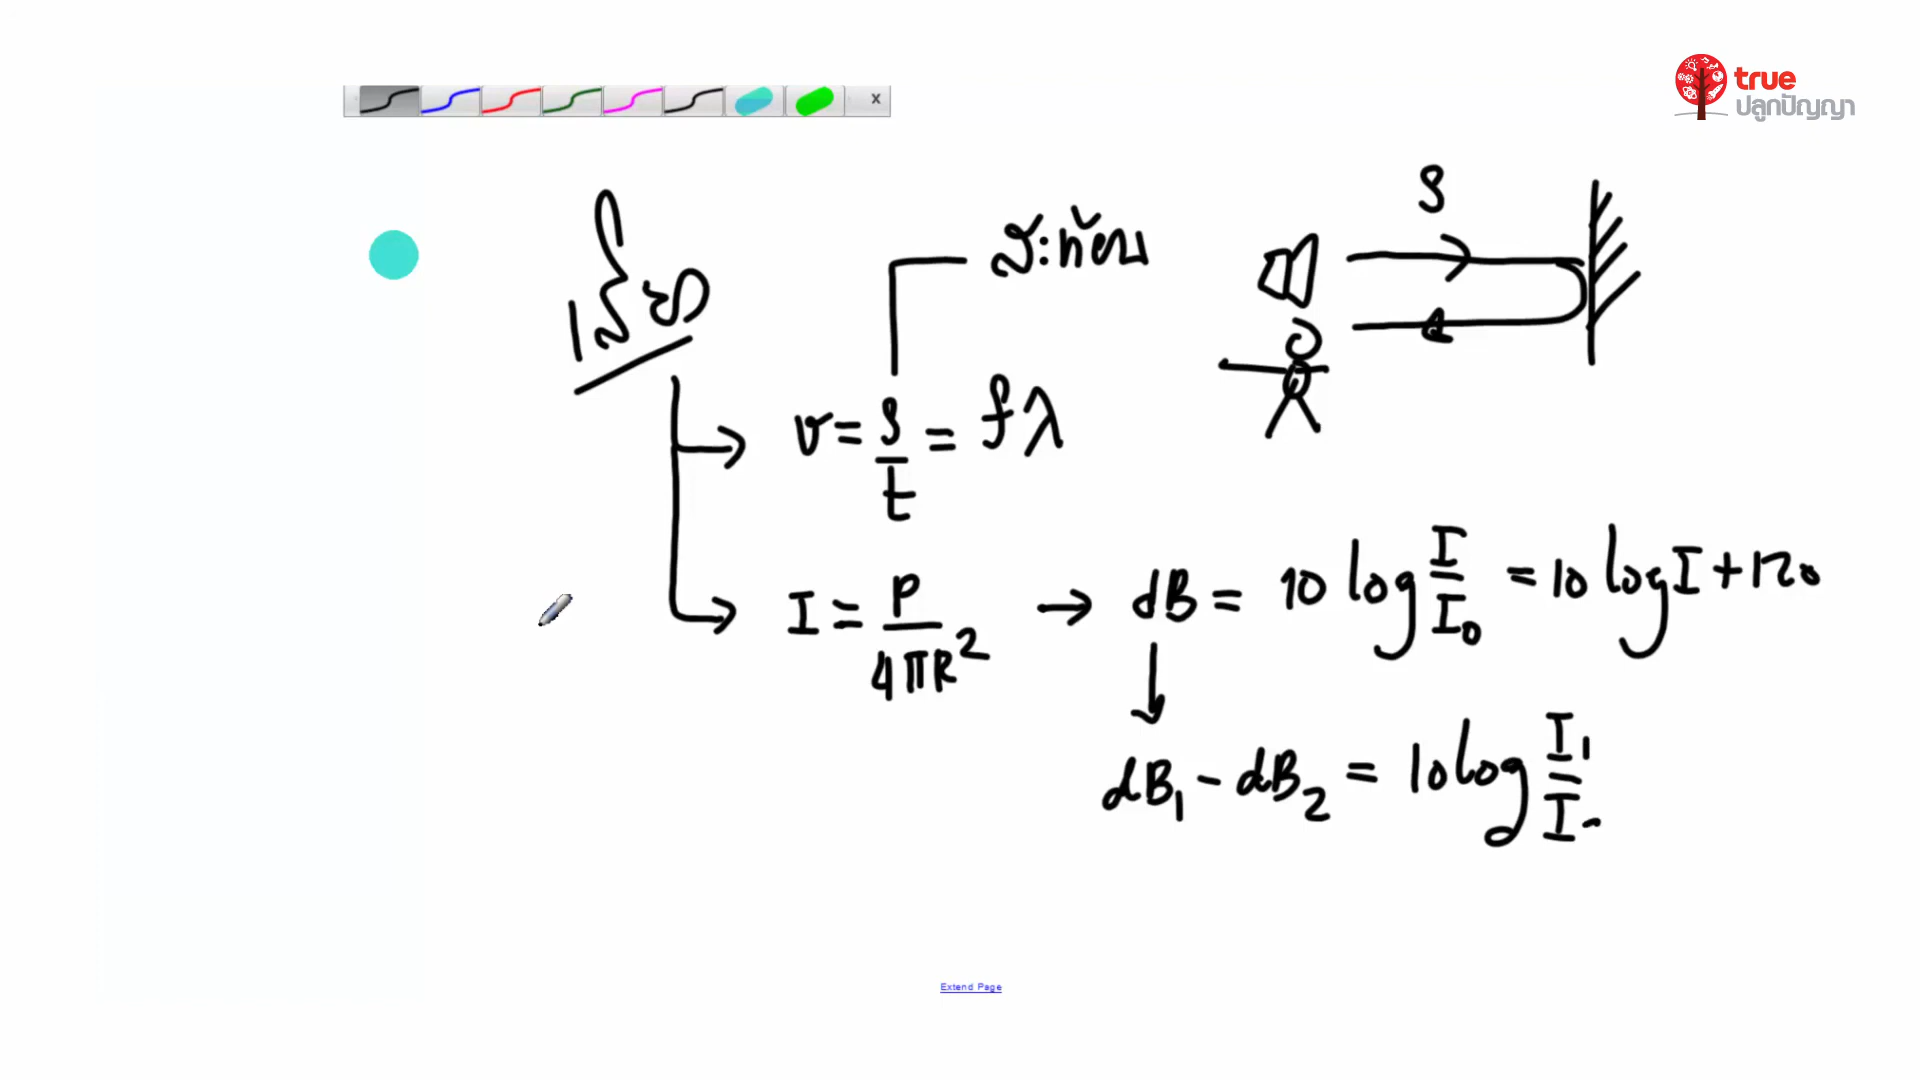 true
ปลูกปัญญา
x
เสียง
สะท้อน
S
v = s/t = fλ
I = P/4πR² → dB = 10 log I/I₀ = 10 log I + 120
dB₁ - dB₂ = 10 log I₁/I-
Extend Page